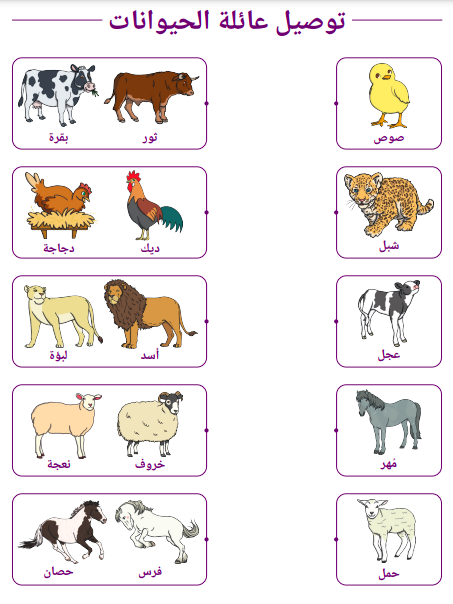 توصيل عائلة الحيوانات
صوص
ثور
بقرة
شبل
ديك
دجاجة
عجل
أسد
لبؤة
مُهر
خروف
نعجة
حمل
فرس
حصان